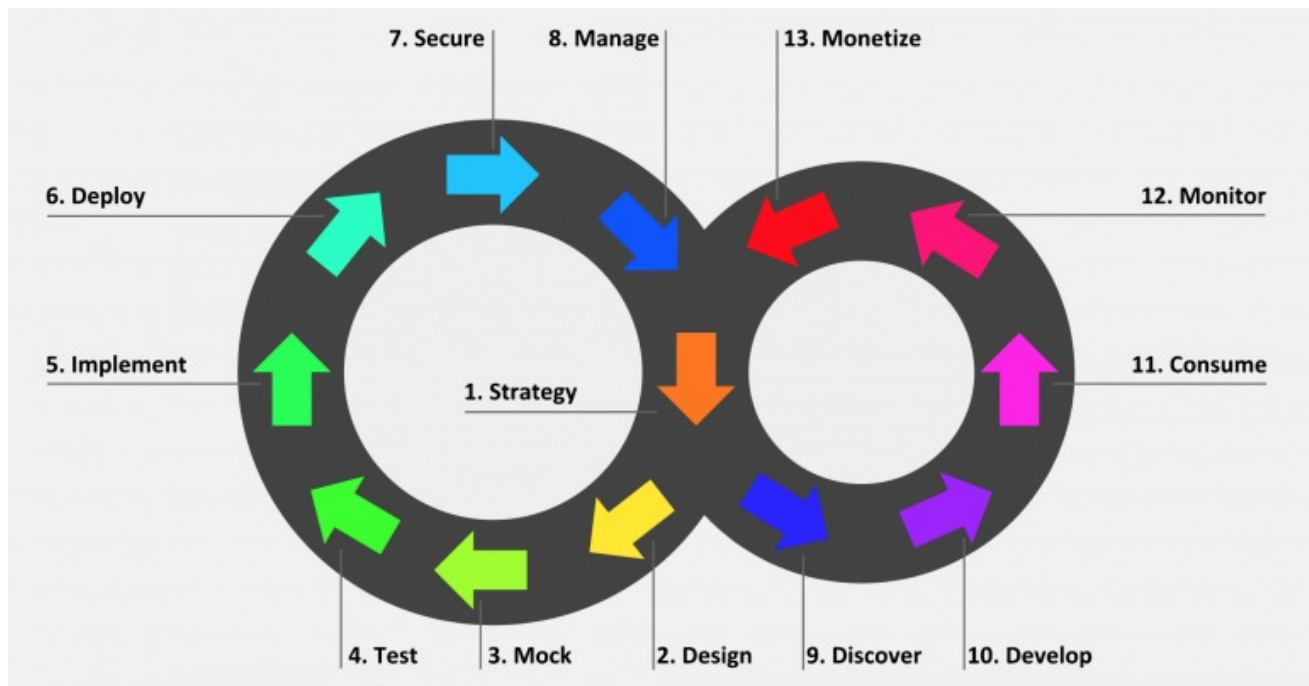 7. Secure
8. Manage
13. Monetize
6. Deploy
12. Monitor
5. Implement
1. Strategy
11. Consume
4. Test
3. Mock
2. Design
9. Discover
10. Develop